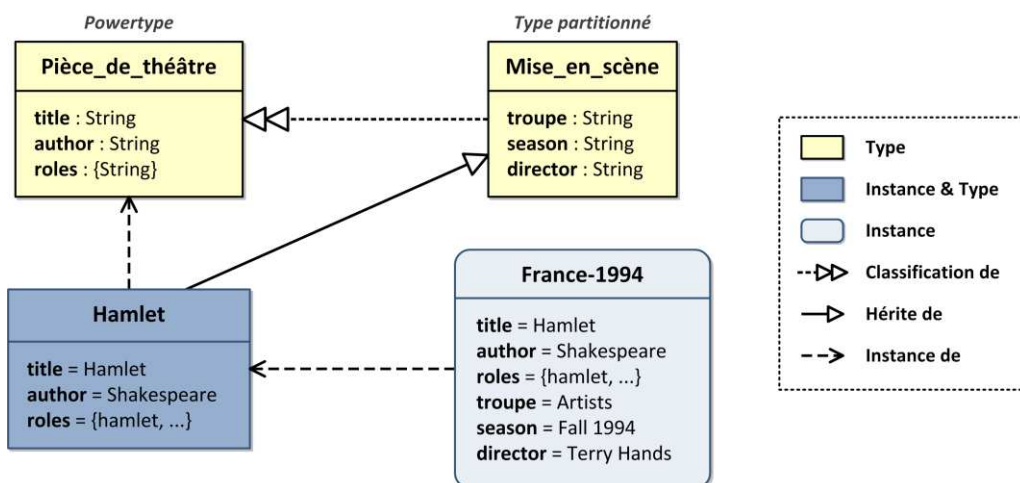 Powertype
Pièce_de_théâtre
title : String
author : String
roles : {String}
Type partitionné
Mise_en_scène
troupe : String
season : String
director : String
Hamlet
title = Hamlet
author = Shakespeare
roles = {hamlet, ...}
France-1994
title = Hamlet
author = Shakespeare
roles = {hamlet, ...}
troupe = Artists
season = Fall 1994
director = Terry Hands
Type
Instance & Type
Instance
Classification de
Hérite de
Instance de